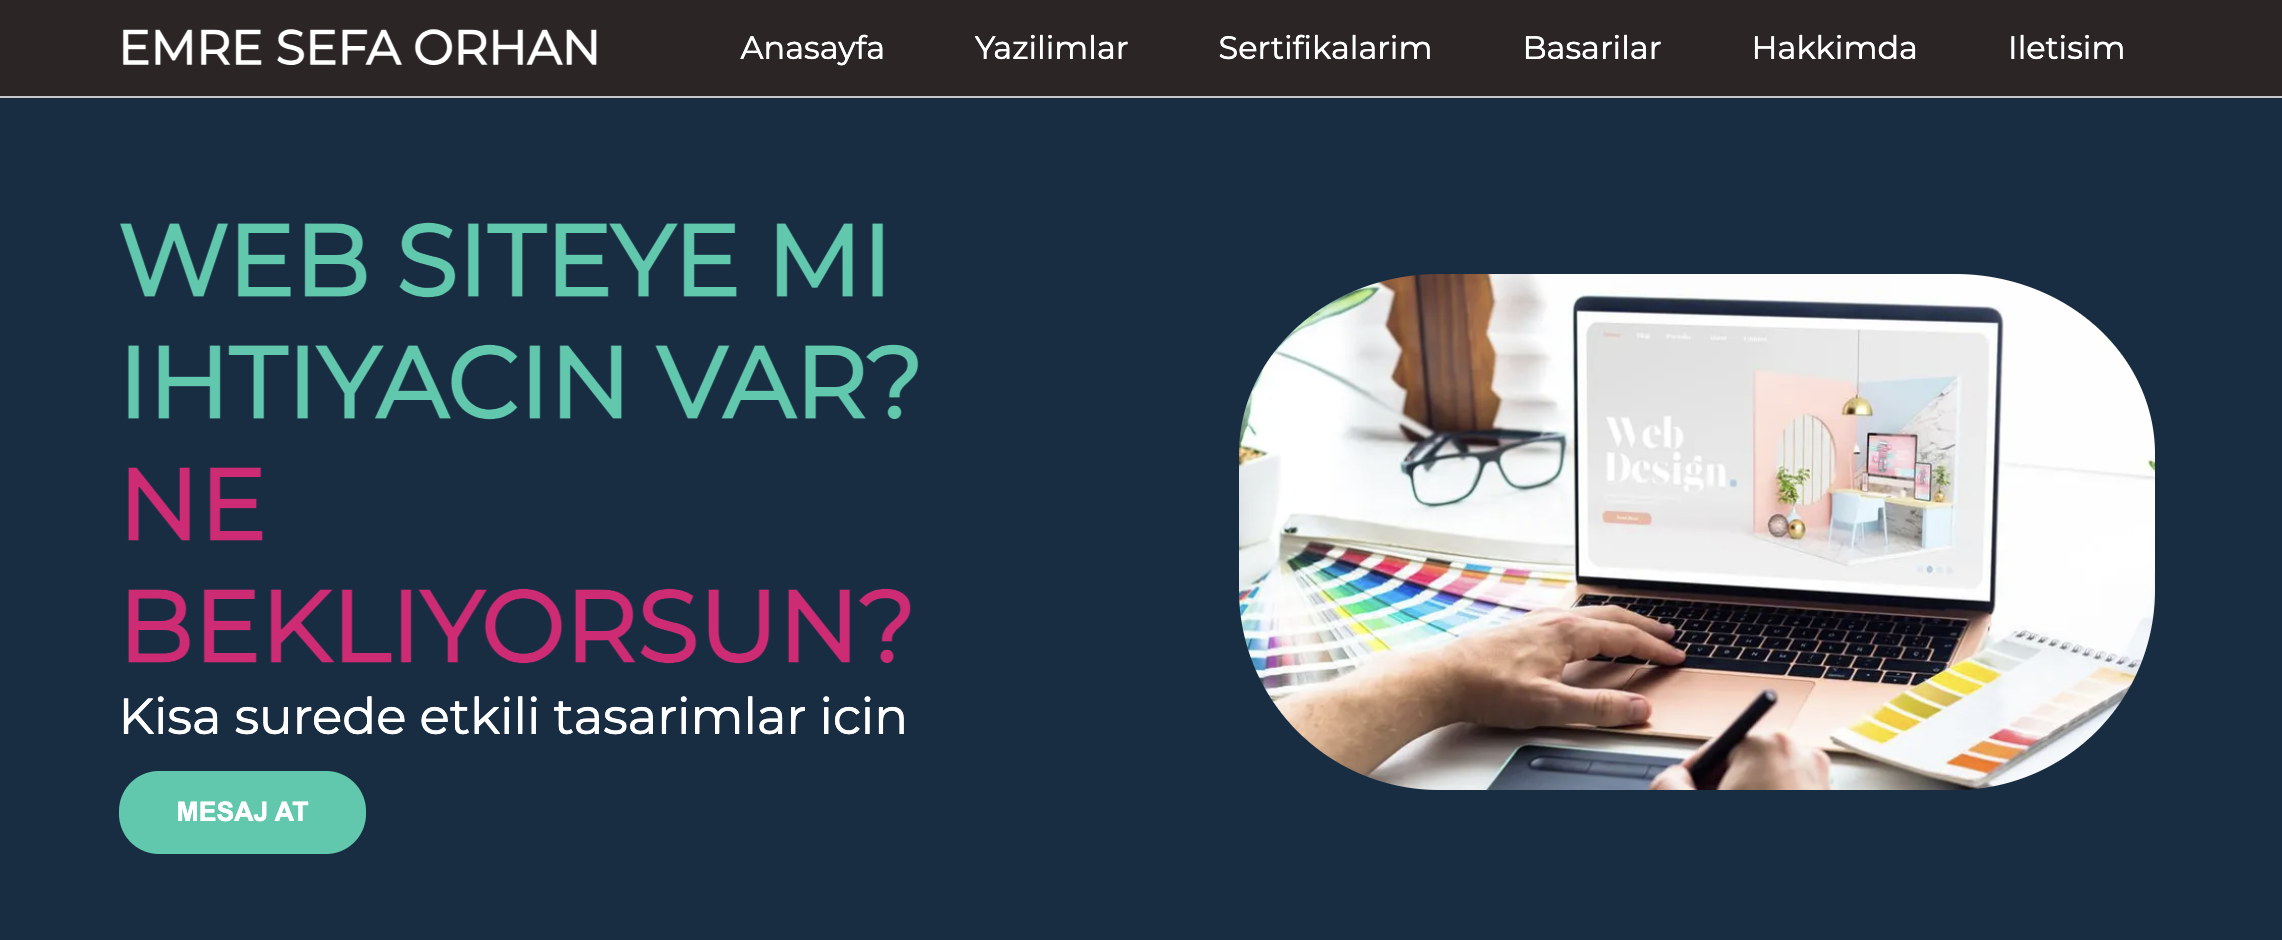 EMRE SEFA ORHAN
Anasayfa Yazilimlar Sertifikalarim Basarilar Hakkimda Iletisim
WEB SITEYE MI
IHTIYACIN VAR?
NE
BEKLIYORSUN?
Kisa surede etkili tasarimlar icin
MESAJ AT
Web
Design.